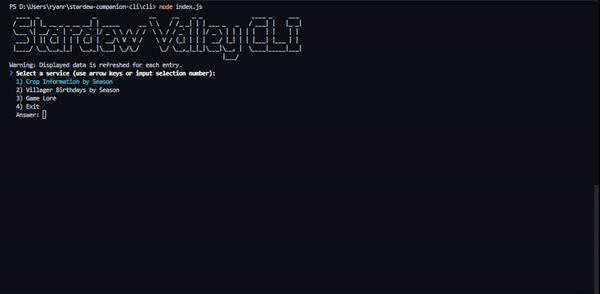 PS D:\Users\ryanr\stardew-companion-cli\cli> node index.js
Stardew Valley CLI
Warning: Displayed data is refreshed for each entry.
? Select a service (use arrow keys or input selection number):
1) Crop Information by Season
2) Villager Birthdays by Season
3) Game Lore
4) Exit
Answer: